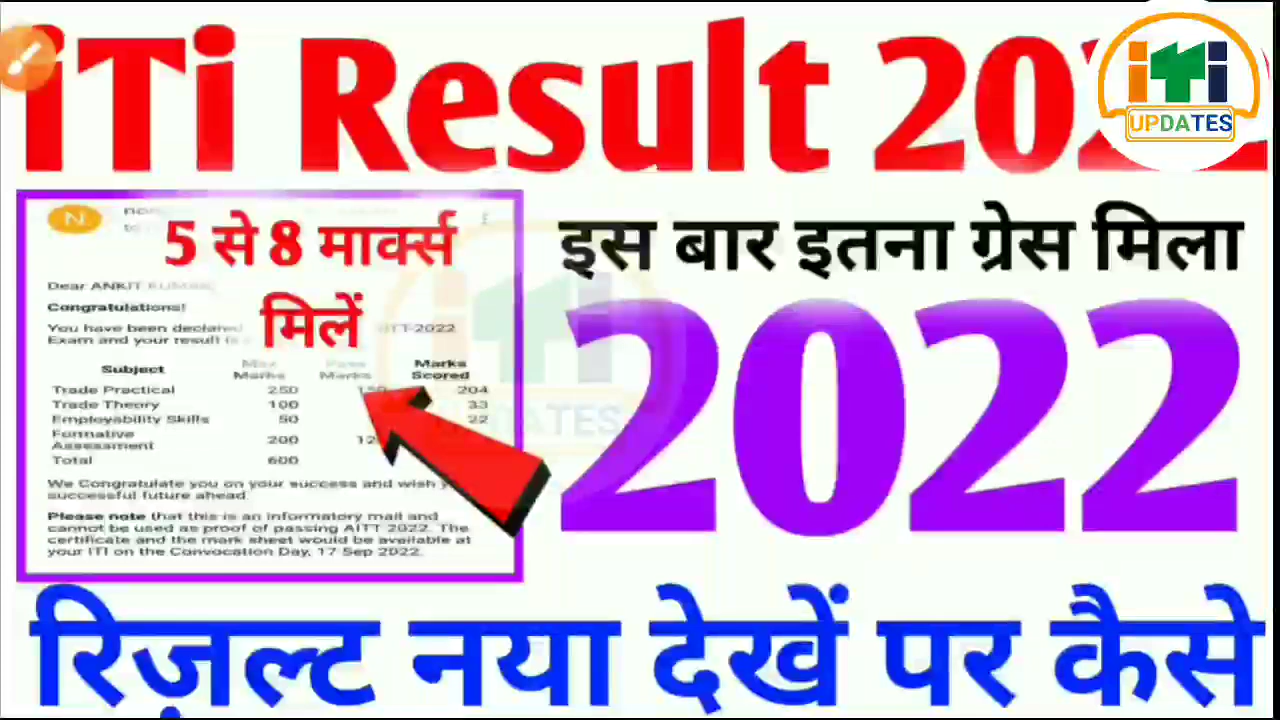 iTi Result 2022
iTi
UPDATES
N
5 से 8 मार्क्स
मिलें
Dear ANKIT KUMAR,
Congratulations!
You have been declared ITT-2022
Exam and your result is
Subject Max Marks Pass Marks Marks Scored
Trade Practical 250 150 204
Trade Theory 100 33
Employability Skills 50 22
Formative Assessment 200 12
Total 600
We Congratulate you on your success and wish y
successful future ahead.
Please note that this is an informatory mail and
cannot be used as proof of passing AITT 2022. The
certificate and the mark sheet would be available at
your ITI on the Convocation Day, 17 Sep 2022.
इस बार इतना ग्रेस मिला
2022
रिज़ल्ट नया देखें पर कैसे